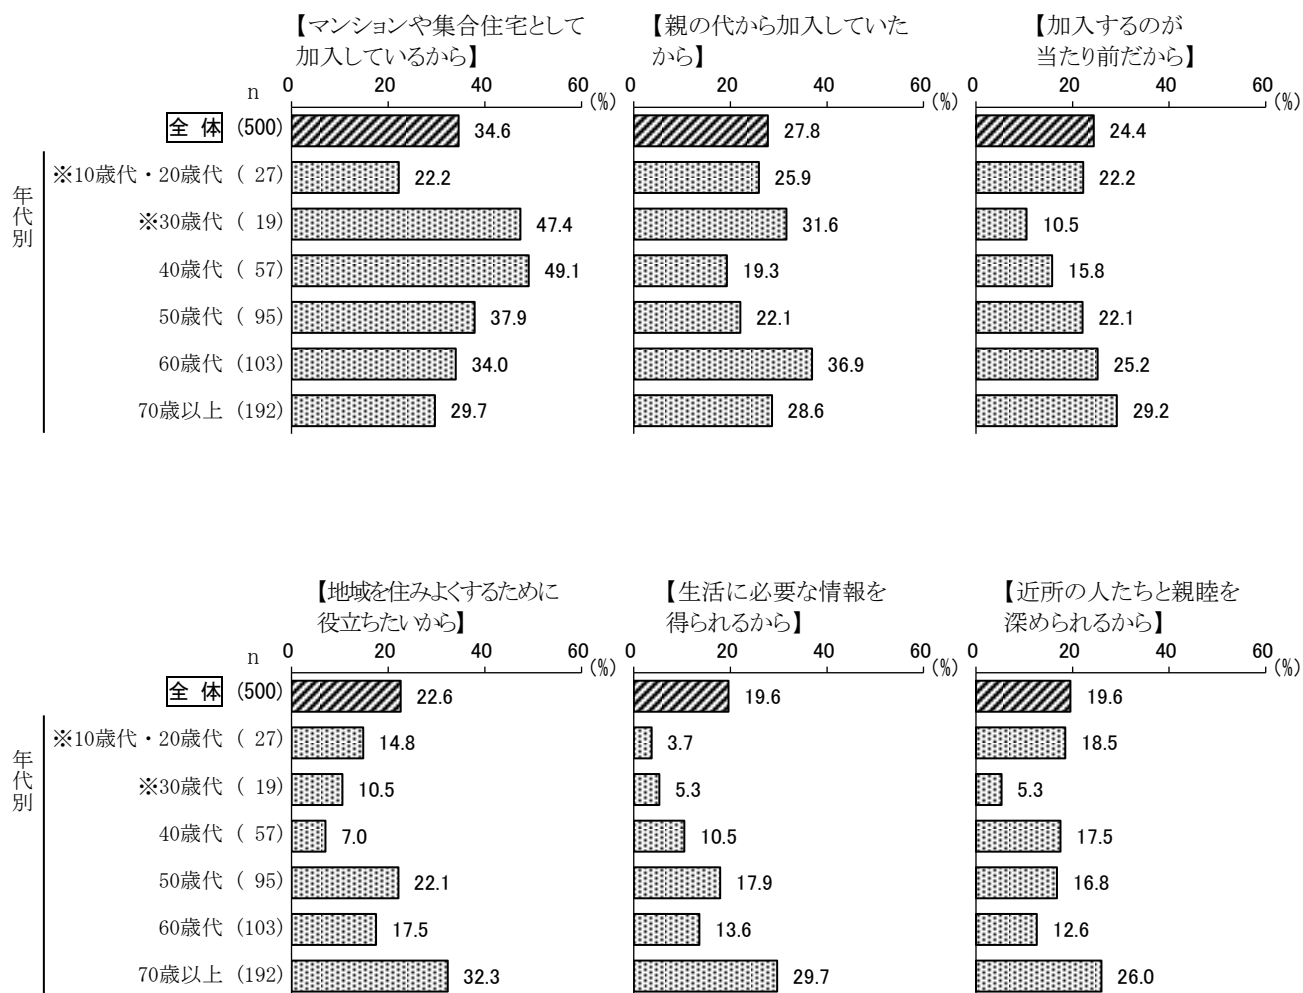 【マンションや集合住宅として
加入しているから】
【親の代から加入していた
から】
【加入するのが
当たり前だから】
n
0 20 40 60 (%)
0 20 40 60 (%)
0 20 40 60 (%)
全 体 (500) 34.6 27.8 24.4
年代別
※10歳代・20歳代 ( 27) 22.2 25.9 22.2
※30歳代 ( 19) 47.4 31.6 10.5
40歳代 ( 57) 49.1 19.3 15.8
50歳代 ( 95) 37.9 22.1 22.1
60歳代 (103) 34.0 36.9 25.2
70歳以上 (192) 29.7 28.6 29.2
【地域を住みよくするために
役立ちたいから】
【生活に必要な情報を
得られるから】
【近所の人たちと親睦を
深められるから】
n
0 20 40 60 (%)
0 20 40 60 (%)
0 20 40 60 (%)
全 体 (500) 22.6 19.6 19.6
年代別
※10歳代・20歳代 ( 27) 14.8 3.7 18.5
※30歳代 ( 19) 10.5 5.3 5.3
40歳代 ( 57) 7.0 10.5 17.5
50歳代 ( 95) 22.1 17.9 16.8
60歳代 (103) 17.5 13.6 12.6
70歳以上 (192) 32.3 29.7 26.0